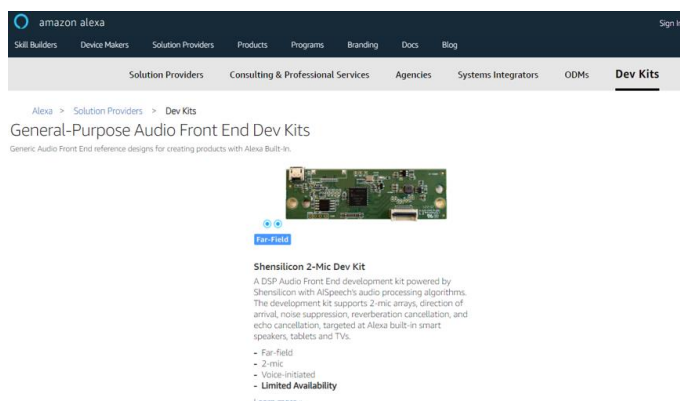 amazon alexa
Sign In
Skill Builders Device Makers Solution Providers Products Programs Branding Docs Blog
Solution Providers Consulting & Professional Services Agencies Systems Integrators ODMs Dev Kits
Alexa > Solution Providers > Dev Kits
General-Purpose Audio Front End Dev Kits
Generic Audio Front End reference designs for creating products with Alexa Built-In.
Far-Field
Shensilicon 2-Mic Dev Kit
A DSP Audio Front End development kit powered by
Shensilicon with AISpeech's audio processing algorithms.
The development kit supports 2-mic arrays, direction of
arrival, noise suppression, reverberation cancellation, and
echo cancellation, targeted at Alexa built-in smart
speakers, tablets and TVs.
- Far-field
- 2-mic
- Voice-initiated
- Limited Availability